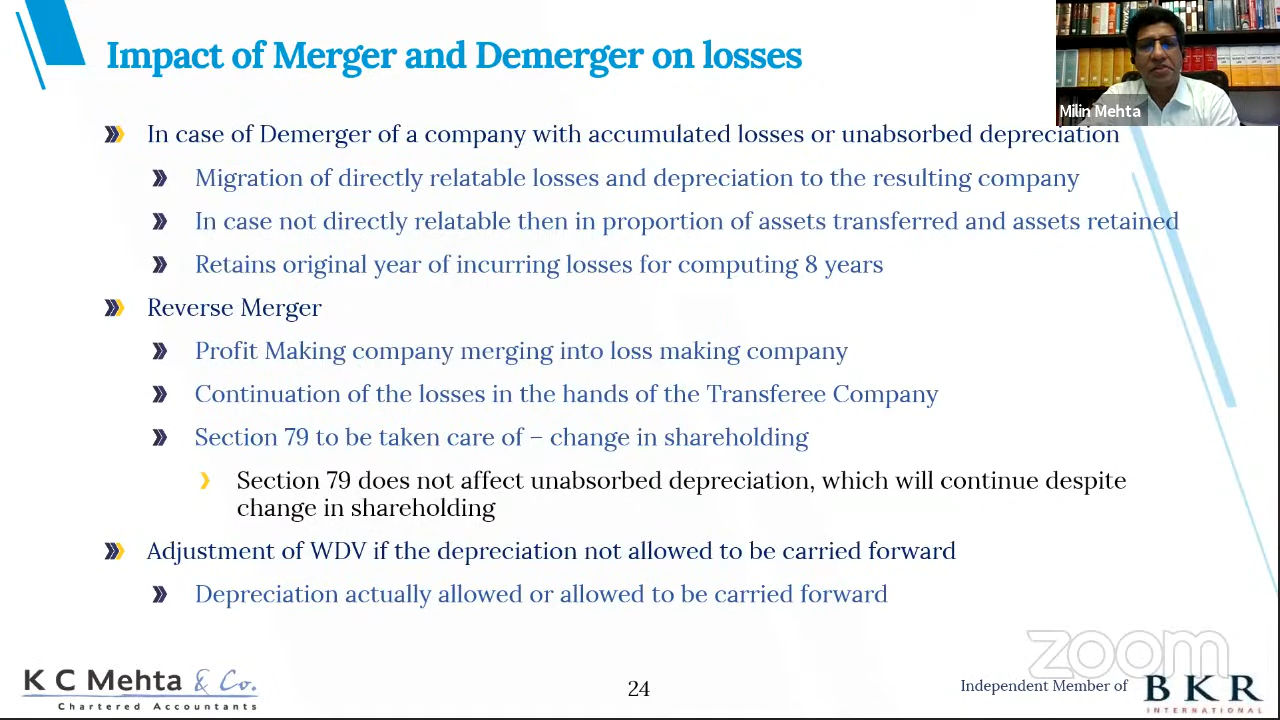 Impact of Merger and Demerger on losses
Milin Mehta
In case of Demerger of a company with accumulated losses or unabsorbed depreciation
Migration of directly relatable losses and depreciation to the resulting company
In case not directly relatable then in proportion of assets transferred and assets retained
Retains original year of incurring losses for computing 8 years
Reverse Merger
Profit Making company merging into loss making company
Continuation of the losses in the hands of the Transferee Company
Section 79 to be taken care of – change in shareholding
Section 79 does not affect unabsorbed depreciation, which will continue despite
change in shareholding
Adjustment of WDV if the depreciation not allowed to be carried forward
Depreciation actually allowed or allowed to be carried forward
zoom
K C Mehta & Co.
Chartered Accountants
24
Independent Member of
BKR
INTERNATIONAL